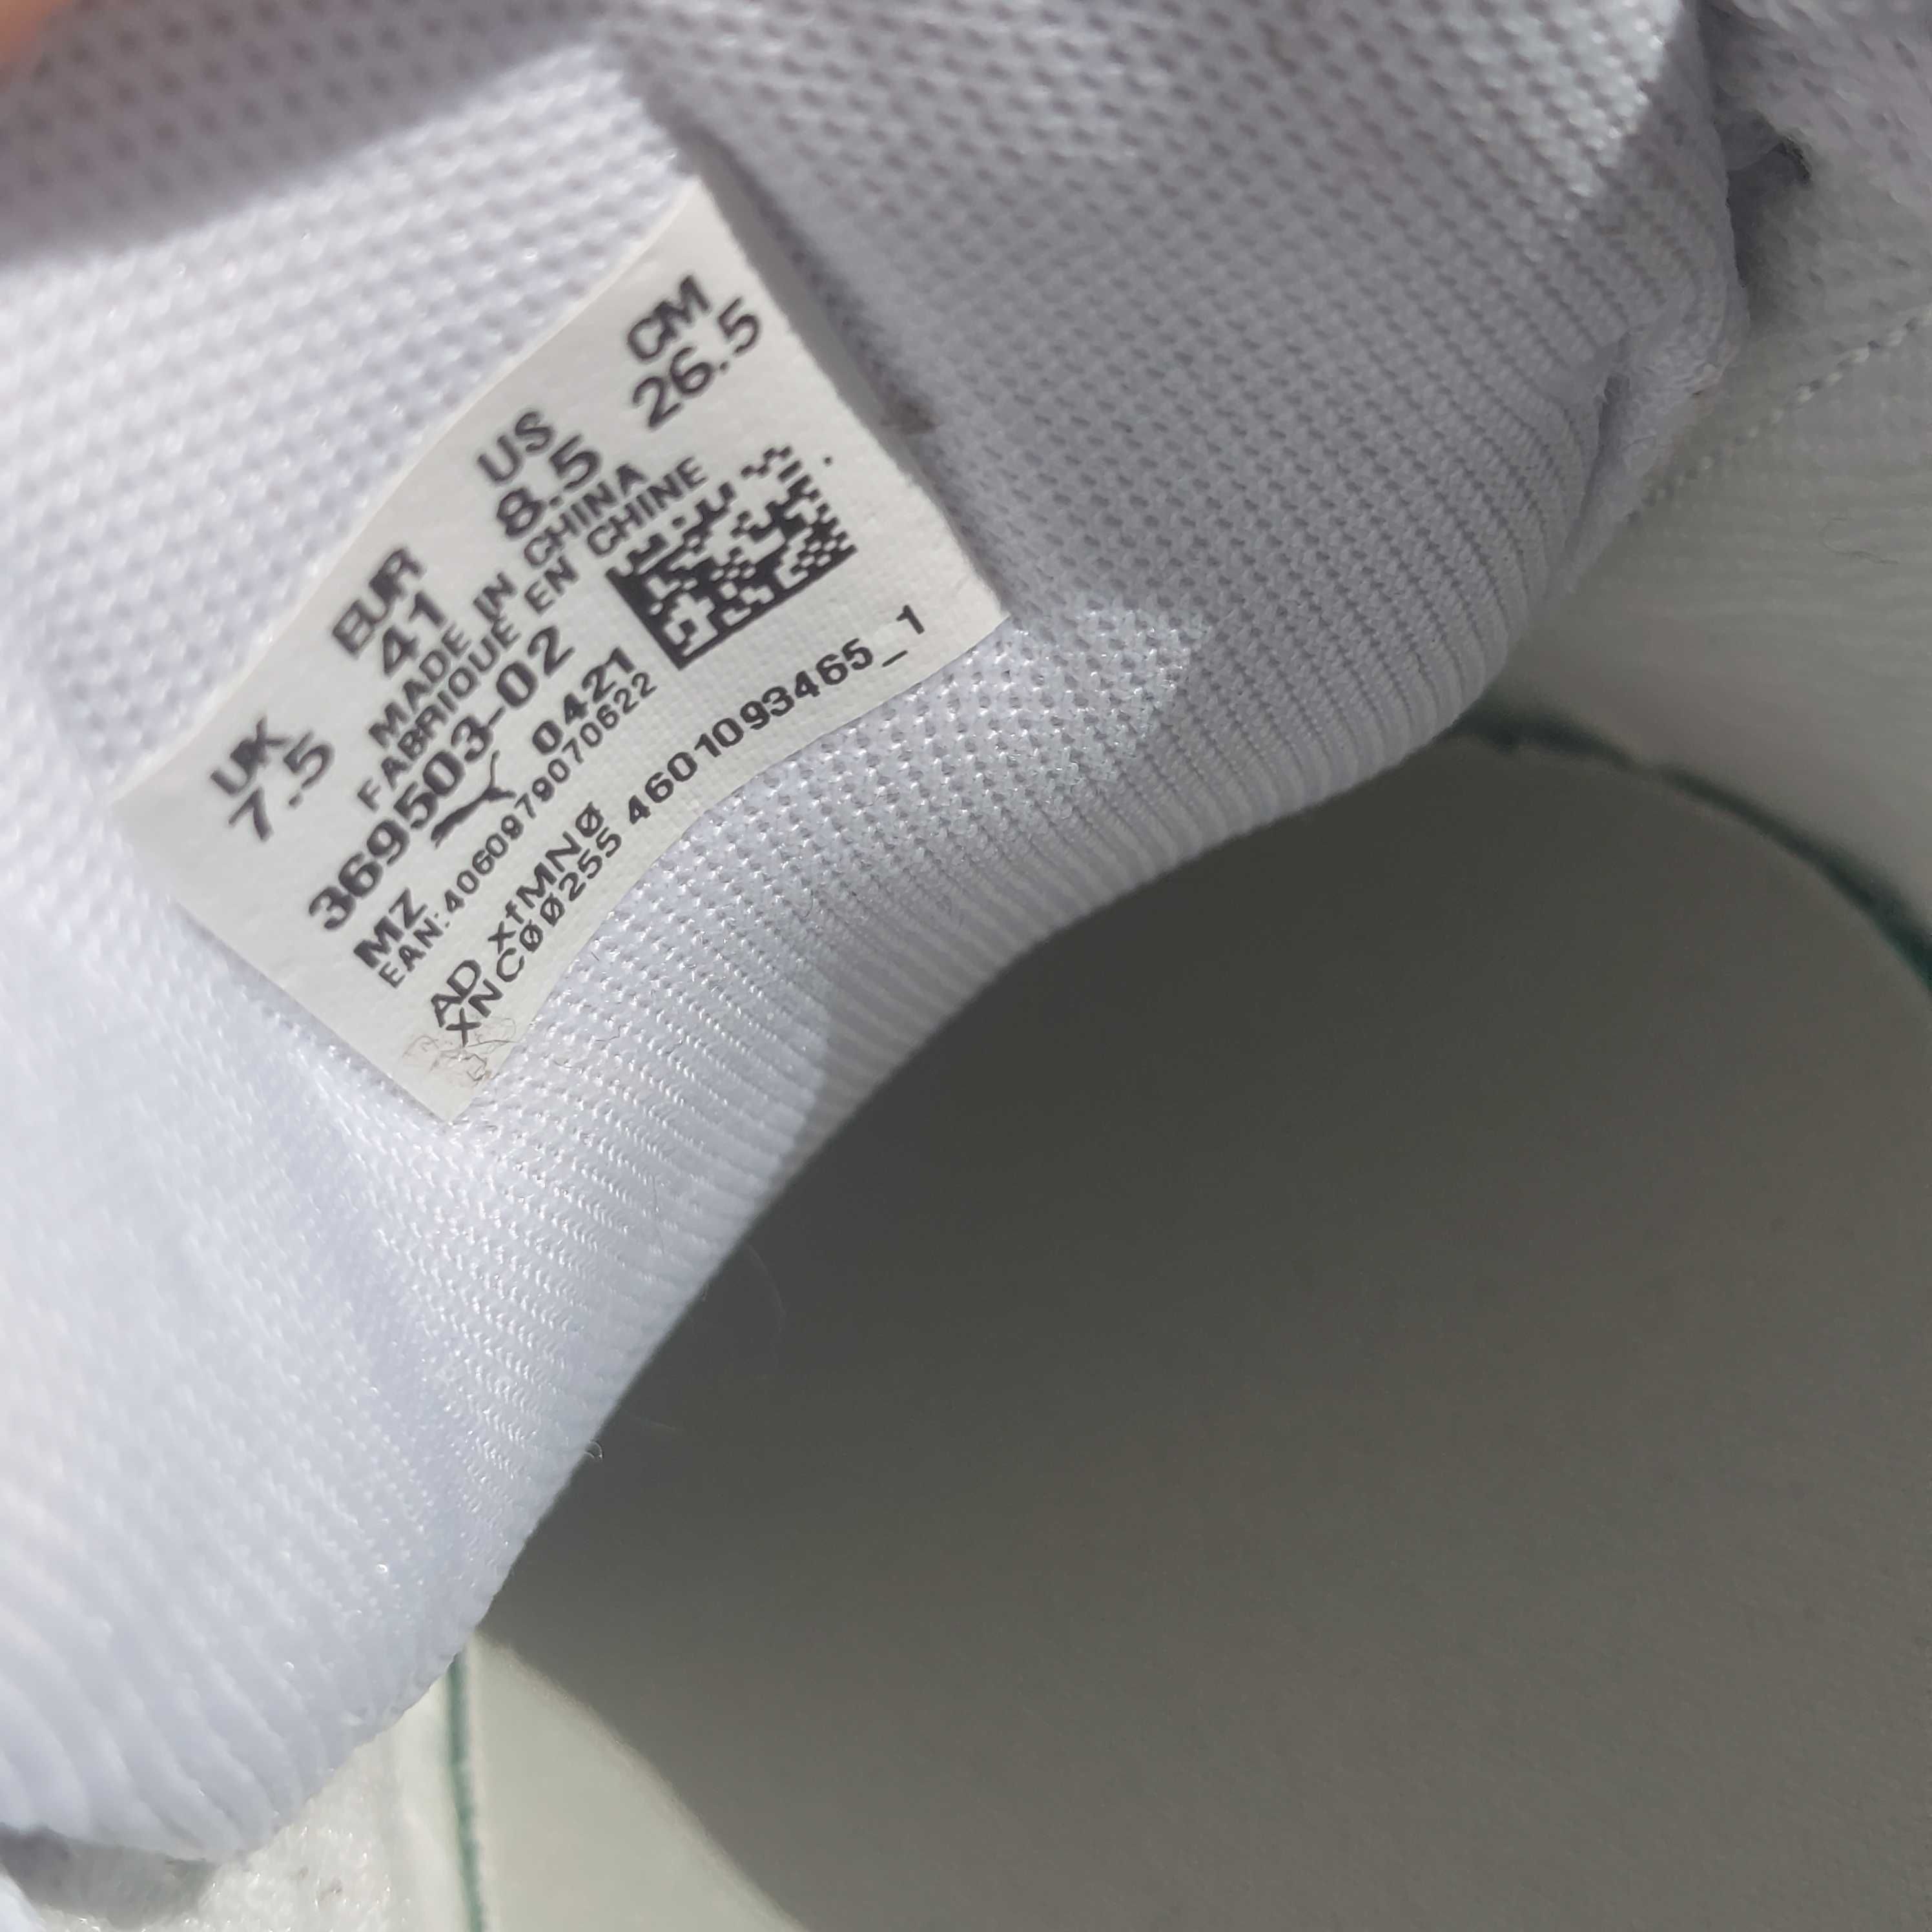 UK EUR US CM
7.5 41 8.5 26.5
MADE IN CHINA
FABRIQUE EN CHINE
369503-02
MZ 0421
EAN:4060979070622
AD xfMNØ
XNCØØ255 4601093465_1